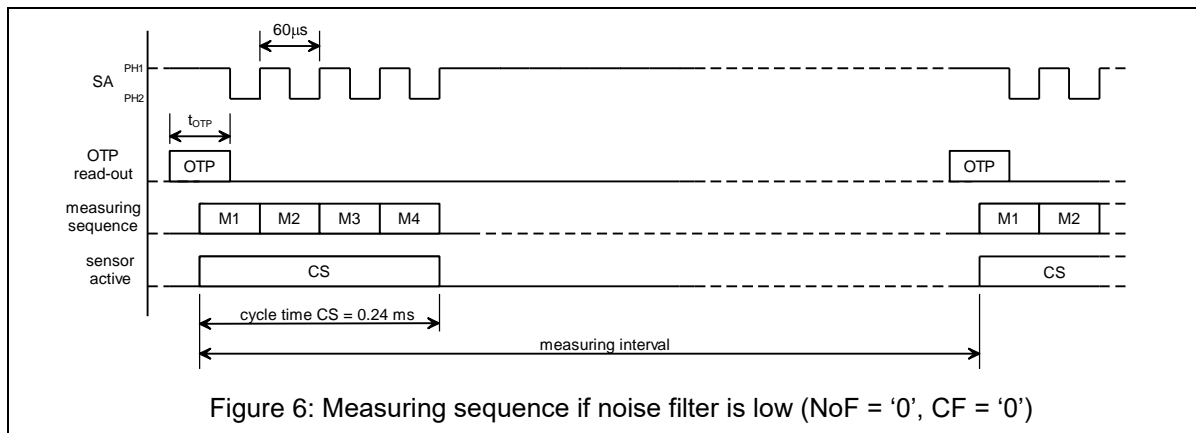 60µs
PH1
SA
PH2
tOTP
OTP
read-out
OTP
OTP
measuring
sequence
M1 M2 M3 M4
M1 M2
sensor
active
CS
CS
cycle time CS = 0.24 ms
measuring interval
Figure 6: Measuring sequence if noise filter is low (NoF = ‘0’, CF = ‘0’)